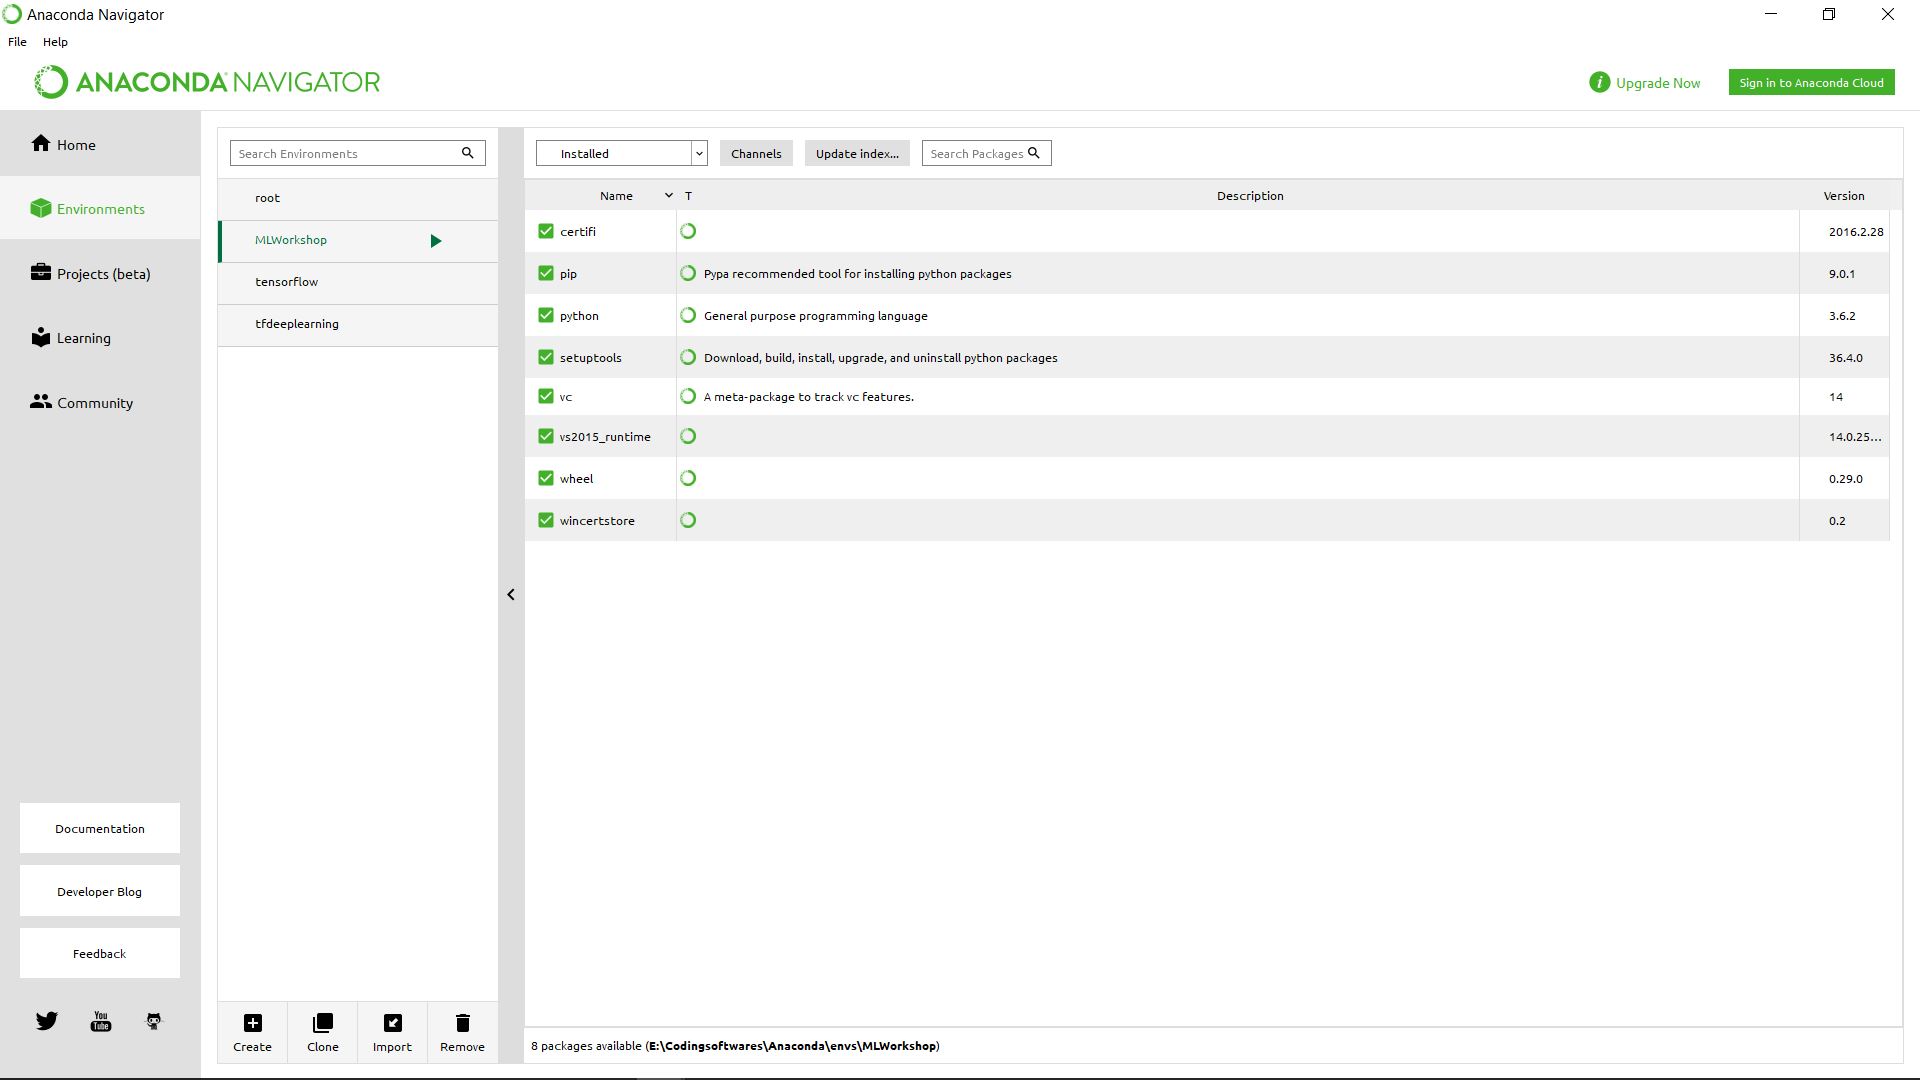 Anaconda Navigator
File Help
ANACONDA NAVIGATOR
i Upgrade Now Sign in to Anaconda Cloud
Home
Environments
Projects (beta)
Learning
Community
Documentation
Developer Blog
Feedback
You Tube
Search Environments
root
MLWorkshop
tensorflow
tfdeeplearning
Create Clone Import Remove
Installed Channels Update index... Search Packages
Name T Description Version
certifi 2016.2.28
pip Pypa recommended tool for installing python packages 9.0.1
python General purpose programming language 3.6.2
setuptools Download, build, install, upgrade, and uninstall python packages 36.4.0
vc A meta-package to track vc features. 14
vs2015_runtime 14.0.25...
wheel 0.29.0
wincertstore 0.2
8 packages available (E:\Codingsoftwares\Anaconda\envs\MLWorkshop)